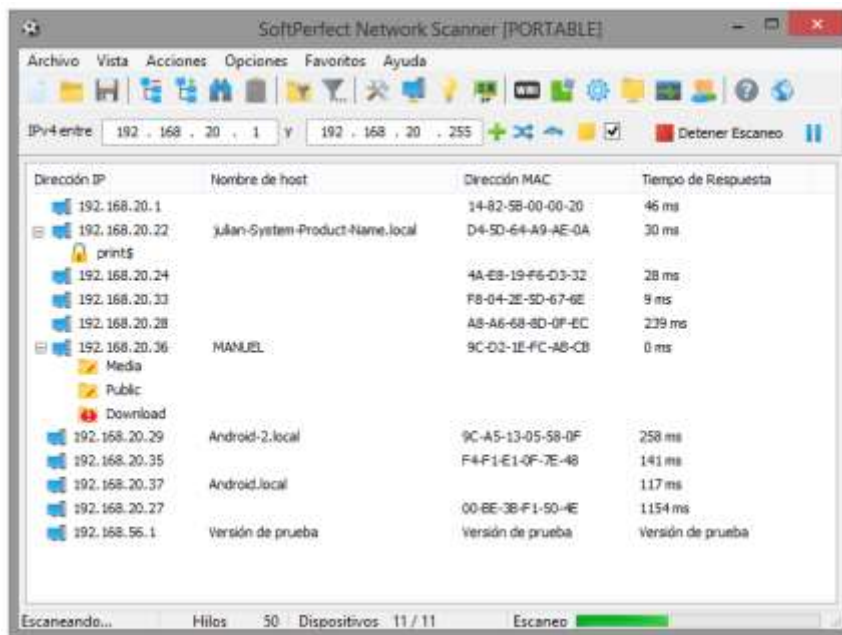 SoftPerfect Network Scanner [PORTABLE]
Archivo Vista Acciones Opciones Favoritos Ayuda
WMI
IPv4 entre 192 . 168 . 20 . 1 y 192 . 168 . 20 . 255 Detener Escaneo
Dirección IP Nombre de host Dirección MAC Tiempo de Respuesta
192.168.20.1 14-82-5B-00-00-20 46 ms
192.168.20.22 julian-System-Product-Name.local D4-5D-64-A9-AE-0A 30 ms
print$
192.168.20.24 4A-E8-19-F6-D3-32 28 ms
192.168.20.33 F8-04-2E-5D-67-6E 9 ms
192.168.20.28 A8-A6-68-8D-0F-EC 239 ms
192.168.20.36 MANUEL 9C-D2-1E-FC-AB-CB 0 ms
Media
Public
Download
192.168.20.29 Android-2.local 9C-A5-13-05-58-0F 258 ms
192.168.20.35 F4-F1-E1-0F-7E-48 141 ms
192.168.20.37 Android.local 117 ms
192.168.20.27 00-BE-3B-F1-50-4E 1154 ms
192.168.56.1 Versión de prueba Versión de prueba Versión de prueba
Escaneando... Hilos 50 Dispositivos 11 / 11 Escaneo